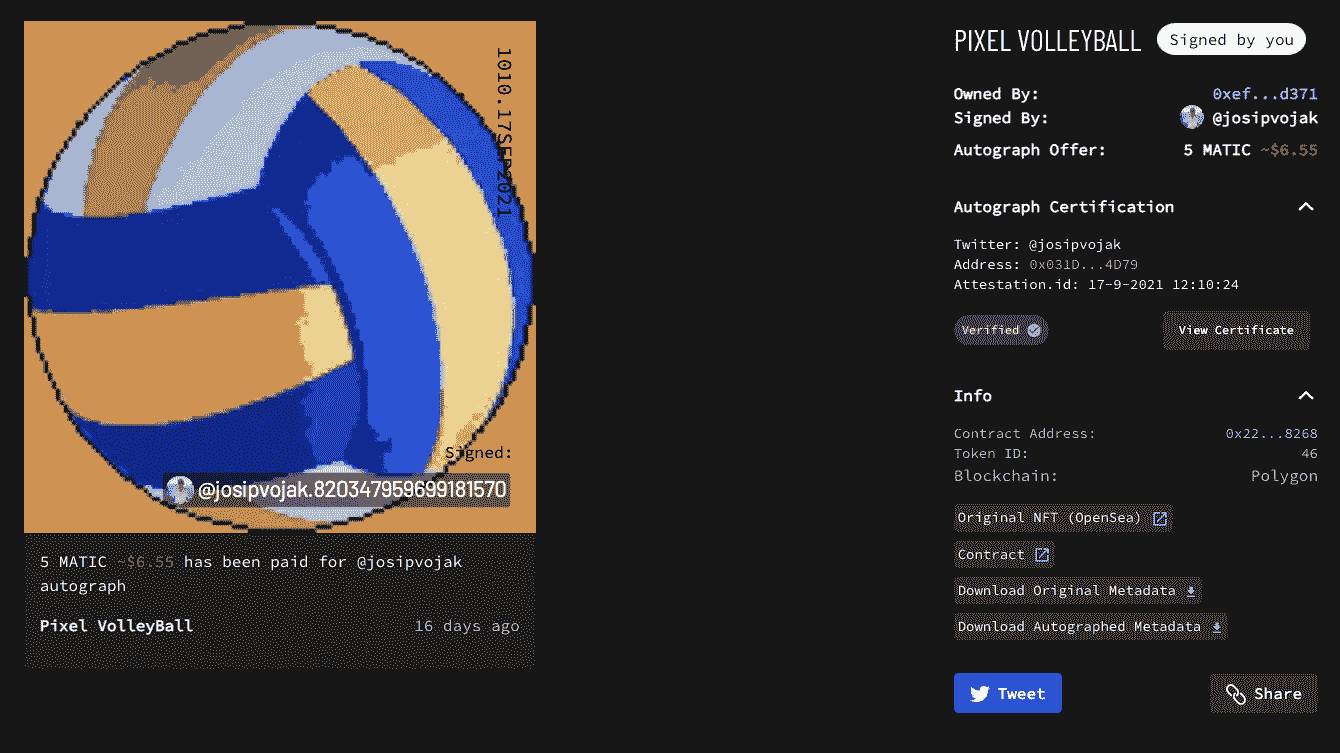 1010.17SEP2021
Signed:
@josipvojak.820347959699181570
5 MATIC ~$6.55 has been paid for @josipvojak
autograph
Pixel VolleyBall 16 days ago
PIXEL VOLLEYBALL Signed by you
Owned By: 0xef...d371
Signed By: @josipvojak
Autograph Offer: 5 MATIC ~$6.55
Autograph Certification
Twitter: @josipvojak
Address: 0x031D...4D79
Attestation.id: 17-9-2021 12:10:24
Verified View Certificate
Info
Contract Address: 0x22...8268
Token ID: 46
Blockchain: Polygon
Original NFT (OpenSea)
Contract
Download Original Metadata
Download Autographed Metadata
Tweet Share